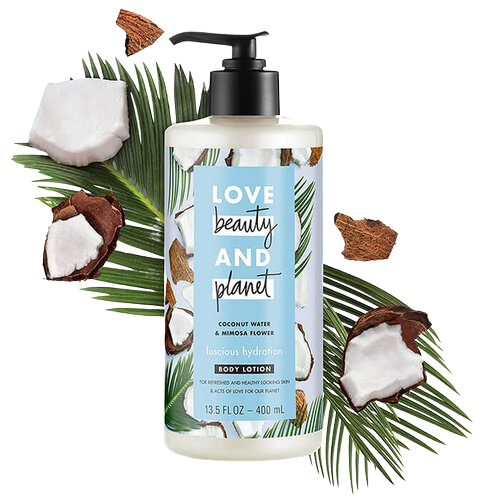 LOVE
beauty
AND
planet
COCONUT WATER
& MIMOSA FLOWER
luscious hydration
BODY LOTION
FOR REFRESHED AND HEALTHY LOOKING SKIN
& ACTS OF LOVE FOR OUR PLANET
13.5 FL OZ – 400 mL